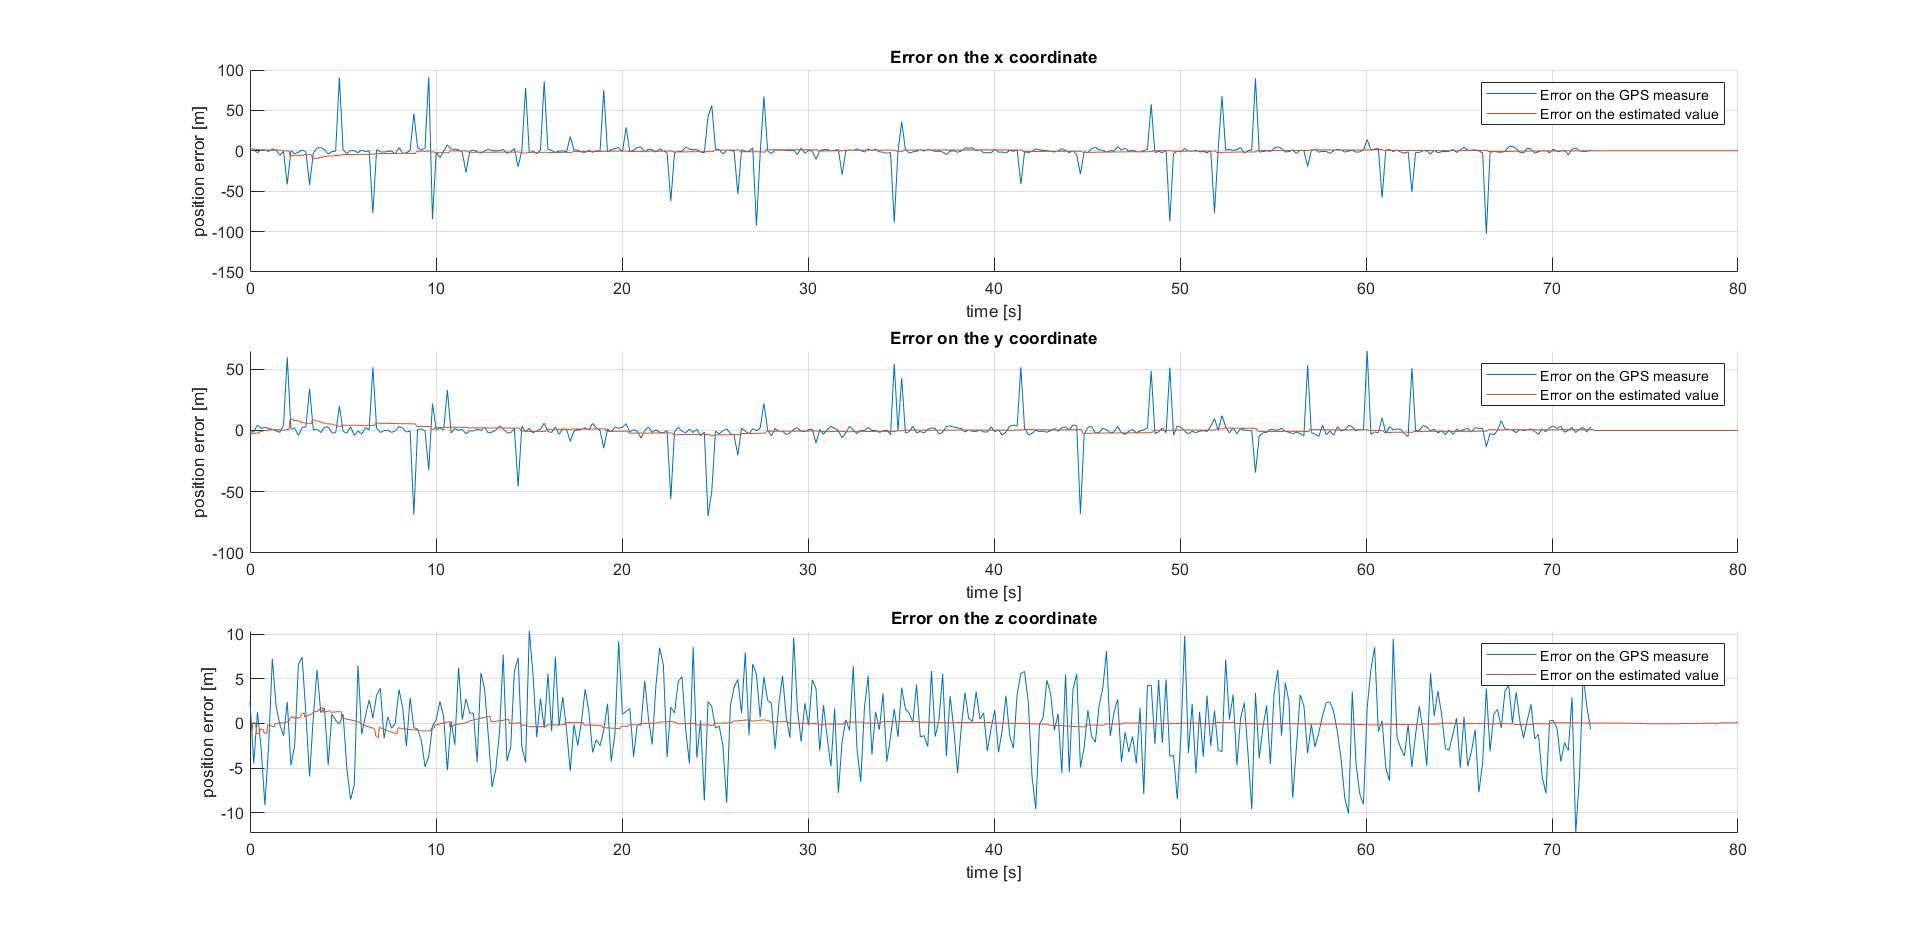 Error on the x coordinate
100
50
0
-50
-100
-150
position error [m]
Error on the GPS measure
Error on the estimated value
0 10 20 30 40 50 60 70 80
time [s]
Error on the y coordinate
50
0
-50
-100
position error [m]
Error on the GPS measure
Error on the estimated value
0 10 20 30 40 50 60 70 80
time [s]
Error on the z coordinate
10
5
0
-5
-10
position error [m]
Error on the GPS measure
Error on the estimated value
0 10 20 30 40 50 60 70 80
time [s]